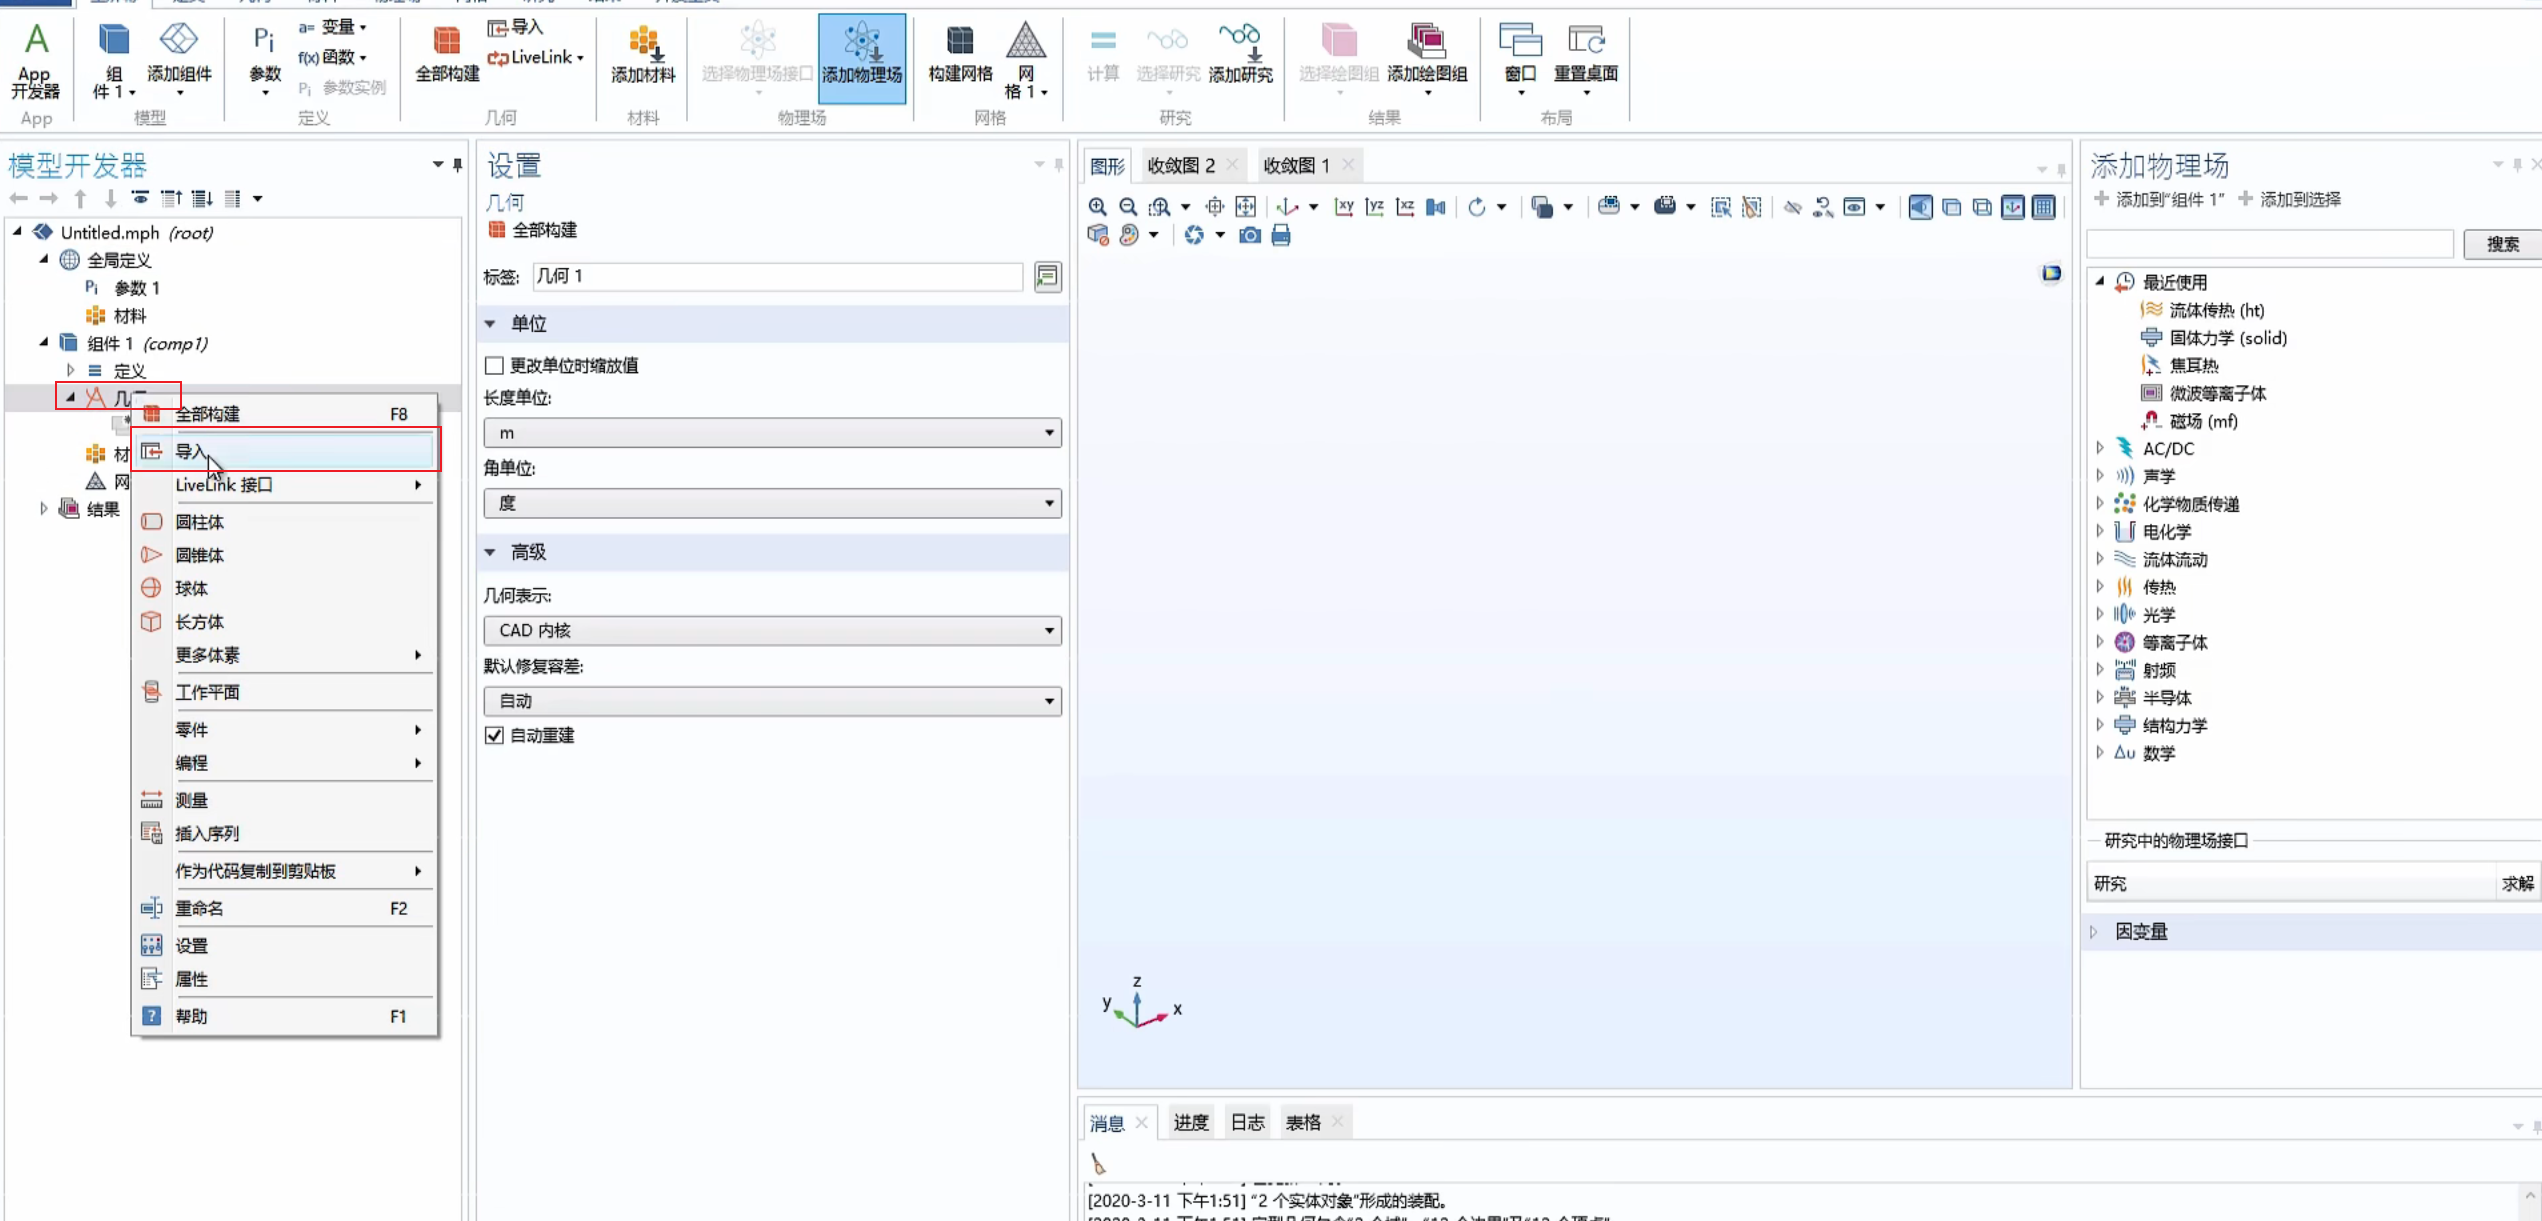 App
开发器
组
件 1
添加组件
Pi
参数
a= 变量
f(x) 函数
Pi 参数实例
全部构建
导入
LiveLink
添加材料
选择物理场接口
添加物理场
构建网格
网
格 1
计算
选择研究
添加研究
选择绘图组
添加绘图组
窗口
重置桌面
App
模型
定义
几何
材料
物理场
网格
研究
结果
布局
模型开发器
Untitled.mph (root)
全局定义
Pi 参数 1
材料
组件 1 (comp1)
定义
几
材
网
结果
全部构建 F8
导入
LiveLink 接口
圆柱体
圆锥体
球体
长方体
更多体素
工作平面
零件
编程
测量
插入序列
作为代码复制到剪贴板
重命名 F2
设置
属性
帮助 F1
设置
几何
全部构建
标签: 几何 1
单位
更改单位时缩放值
长度单位:
m
角单位:
度
高级
几何表示:
CAD 内核
默认修复容差:
自动
自动重建
图形 收敛图 2 收敛图 1
xy yz xz
z
y
x
消息 进度 日志 表格
[2020-3-11 下午1:51] “2 个实体对象”形成的装配。
添加物理场
添加到“组件 1” 添加到选择
搜索
最近使用
流体传热 (ht)
固体力学 (solid)
焦耳热
微波等离子体
磁场 (mf)
AC/DC
声学
化学物质传递
电化学
流体流动
传热
光学
等离子体
射频
半导体
结构力学
Δu 数学
研究中的物理场接口
研究 求解
因变量